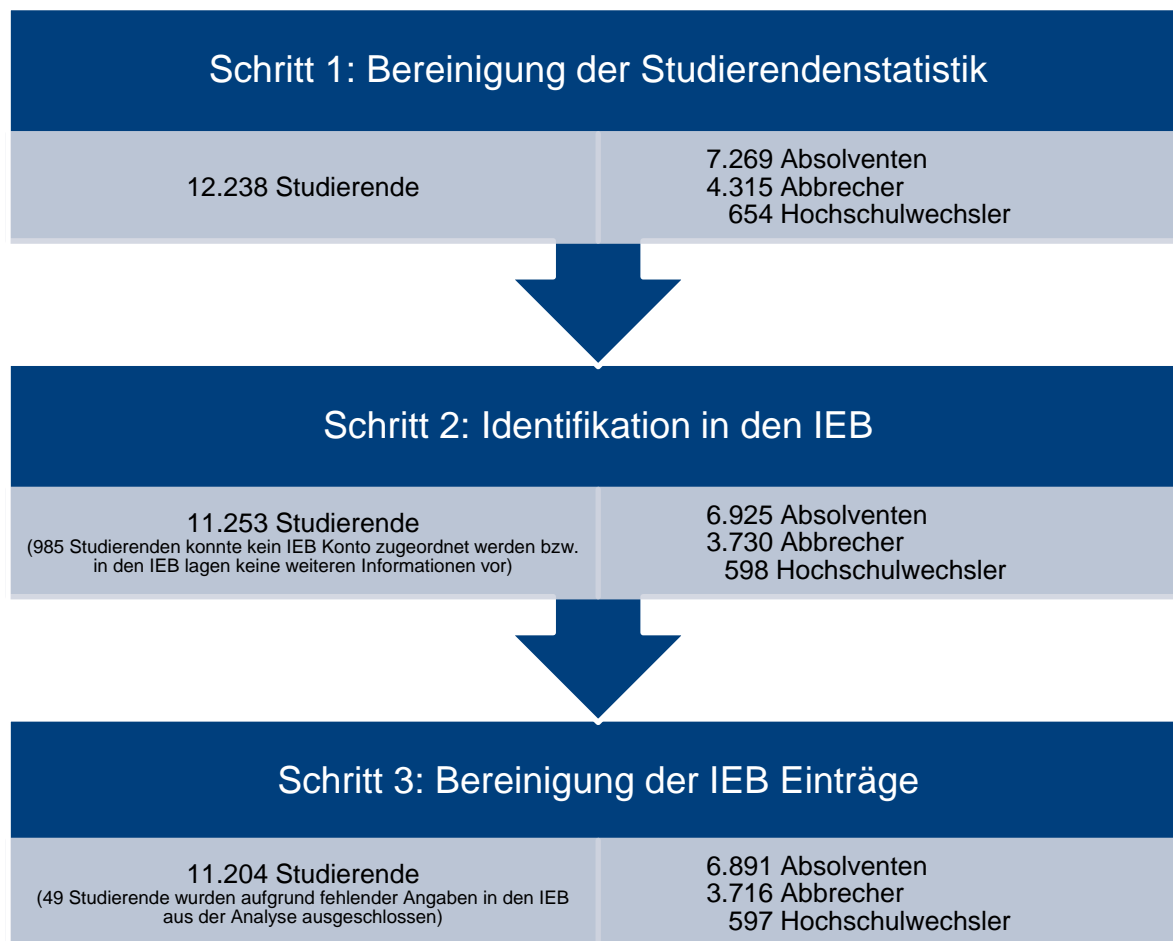 Schritt 1: Bereinigung der Studierendenstatistik
12.238 Studierende
7.269 Absolventen
4.315 Abbrecher
654 Hochschulwechsler
Schritt 2: Identifikation in den IEB
11.253 Studierende
(985 Studierenden konnte kein IEB Konto zugeordnet werden bzw.
in den IEB lagen keine weiteren Informationen vor)
6.925 Absolventen
3.730 Abbrecher
598 Hochschulwechsler
Schritt 3: Bereinigung der IEB Einträge
11.204 Studierende
(49 Studierende wurden aufgrund fehlender Angaben in den IEB
aus der Analyse ausgeschlossen)
6.891 Absolventen
3.716 Abbrecher
597 Hochschulwechsler